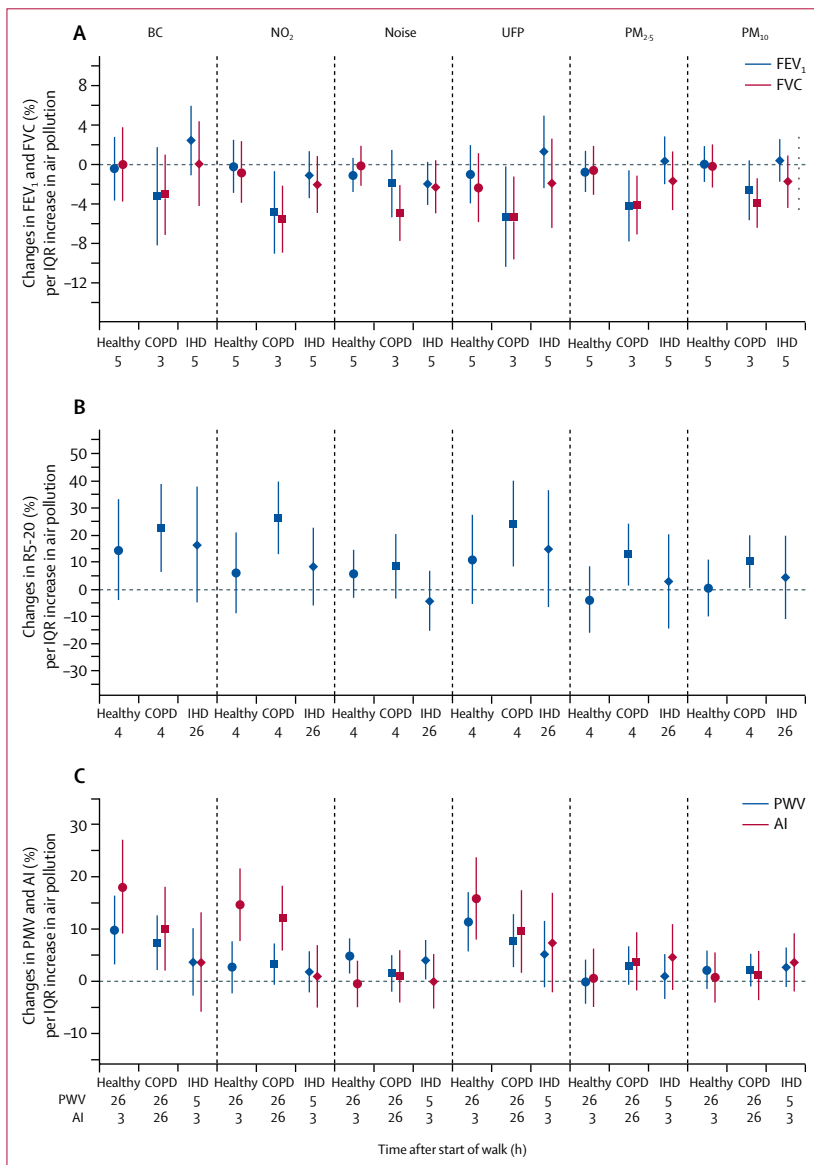 A
BC NO₂ Noise UFP PM₂.₅ PM₁₀
FEV₁
FVC
Changes in FEV₁ and FVC (%)
per IQR increase in air pollution
8
4
0
–4
–8
–12
Healthy COPD IHD Healthy COPD IHD Healthy COPD IHD Healthy COPD IHD Healthy COPD IHD Healthy COPD IHD
5 3 5 5 3 5 5 3 5 5 3 5 5 3 5 5 3 5
B
Changes in R5-20 (%)
per IQR increase in air pollution
50
40
30
20
10
0
–10
–20
–30
Healthy COPD IHD Healthy COPD IHD Healthy COPD IHD Healthy COPD IHD Healthy COPD IHD Healthy COPD IHD
4 4 26 4 4 26 4 4 26 4 4 26 4 4 26 4 4 26
C
PWV
AI
Changes in PMV and AI (%)
per IQR increase in air pollution
30
20
10
0
–10
Healthy COPD IHD Healthy COPD IHD Healthy COPD IHD Healthy COPD IHD Healthy COPD IHD Healthy COPD IHD
PWV 26 26 5 26 26 5 26 26 5 26 26 5 26 26 5 26 26 5
AI 3 26 3 3 26 3 3 26 3 3 26 3 3 26 3 3 26 3
Time after start of walk (h)